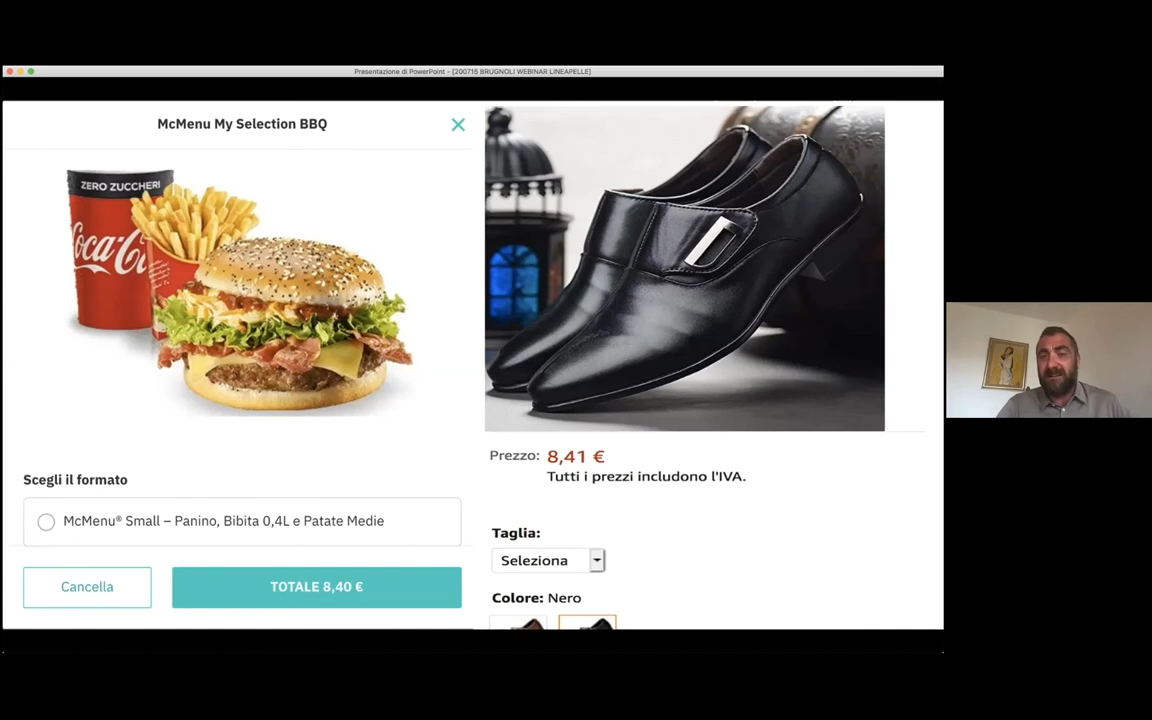 Presentazione di PowerPoint - [200715 BRUGNOLI WEBINAR LINEAPELLE]
McMenu My Selection BBQ
ZERO ZUCCHERI
Coca-Co
Scegli il formato
McMenu® Small – Panino, Bibita 0,4L e Patate Medie
Cancella
TOTALE 8,40 €
Prezzo: 8,41 €
Tutti i prezzi includono l'IVA.
Taglia:
Seleziona
Colore: Nero